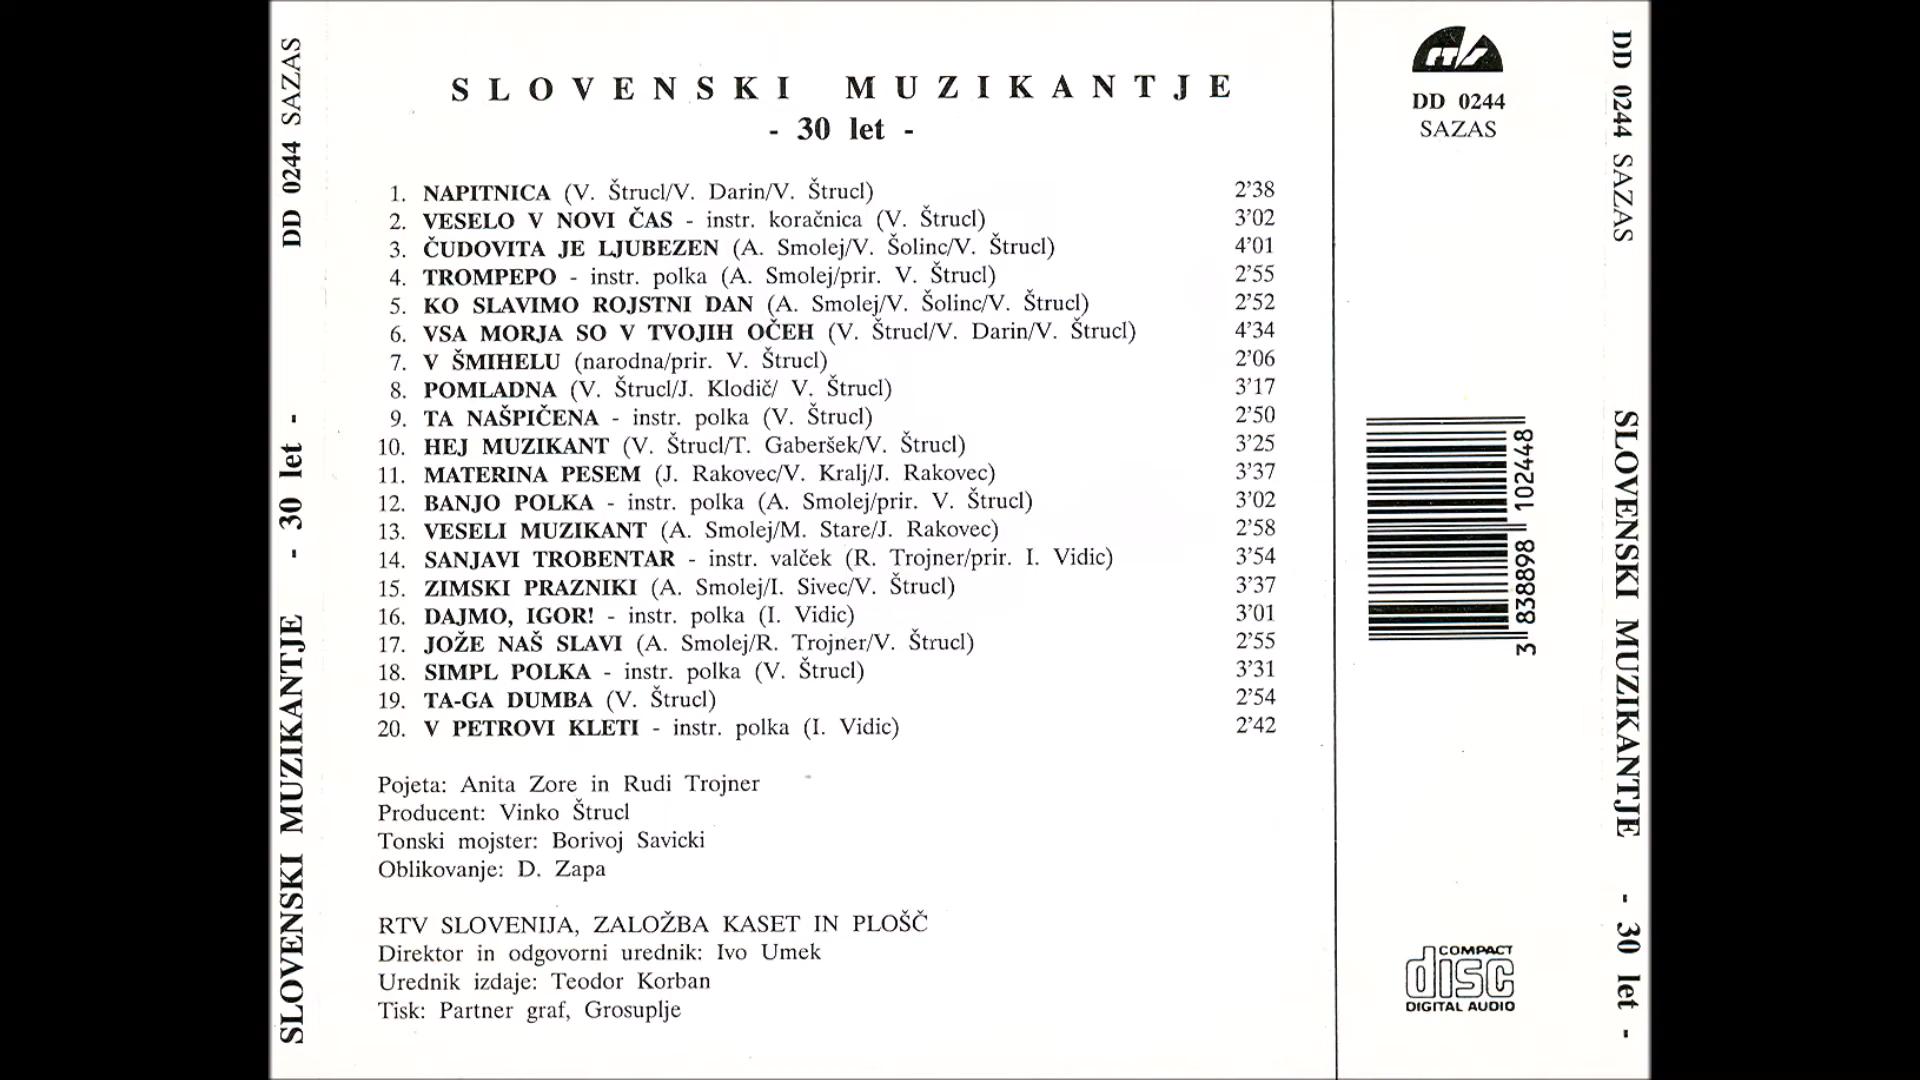 SLOVENSKI MUZIKANTJE - 30 let - DD 0244 SAZAS
SLOVENSKI MUZIKANTJE
- 30 let -
1. NAPITNICA (V. Štrucl/V. Darin/V. Štrucl) 2'38
2. VESELO V NOVI ČAS - instr. koračnica (V. Štrucl) 3'02
3. ČUDOVITA JE LJUBEZEN (A. Smolej/V. Šolinc/V. Štrucl) 4'01
4. TROMPEPO - instr. polka (A. Smolej/prir. V. Štrucl) 2'55
5. KO SLAVIMO ROJSTNI DAN (A. Smolej/V. Šolinc/V. Štrucl) 2'52
6. VSA MORJA SO V TVOJIH OČEH (V. Štrucl/V. Darin/V. Štrucl) 4'34
7. V ŠMIHELU (narodna/prir. V. Štrucl) 2'06
8. POMLADNA (V. Štrucl/J. Klodič/ V. Štrucl) 3'17
9. TA NAŠPIČENA - instr. polka (V. Štrucl) 2'50
10. HEJ MUZIKANT (V. Štrucl/T. Gaberšek/V. Štrucl) 3'25
11. MATERINA PESEM (J. Rakovec/V. Kralj/J. Rakovec) 3'37
12. BANJO POLKA - instr. polka (A. Smolej/prir. V. Štrucl) 3'02
13. VESELI MUZIKANT (A. Smolej/M. Stare/J. Rakovec) 2'58
14. SANJAVI TROBENTAR - instr. valček (R. Trojner/prir. I. Vidic) 3'54
15. ZIMSKI PRAZNIKI (A. Smolej/I. Sivec/V. Štrucl) 3'37
16. DAJMO, IGOR! - instr. polka (I. Vidic) 3'01
17. JOŽE NAŠ SLAVI (A. Smolej/R. Trojner/V. Štrucl) 2'55
18. SIMPL POLKA - instr. polka (V. Štrucl) 3'31
19. TA-GA DUMBA (V. Štrucl) 2'54
20. V PETROVI KLETI - instr. polka (I. Vidic) 2'42
Pojeta: Anita Zore in Rudi Trojner
Producent: Vinko Štrucl
Tonski mojster: Borivoj Savicki
Oblikovanje: D. Zapa
RTV SLOVENIJA, ZALOŽBA KASET IN PLOŠČ
Direktor in odgovorni urednik: Ivo Umek
Urednik izdaje: Teodor Korban
Tisk: Partner graf, Grosuplje
RTVS
DD 0244
SAZAS
3 838898 102448
COMPACT
disc
DIGITAL AUDIO
DD 0244 SAZAS SLOVENSKI MUZIKANTJE - 30 let -